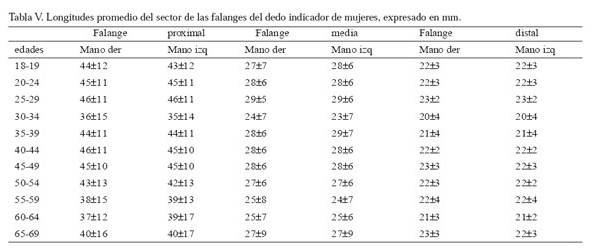 Tabla V. Longitudes promedio del sector de las falanges del dedo indicador de mujeres, expresado en mm.
Falange proximal Falange media Falange distal
edades Mano der Mano izq Mano der Mano izq Mano der Mano izq
18-19 44±12 43±12 27±7 28±6 22±3 22±3
20-24 45±11 45±11 28±6 28±6 22±3 22±3
25-29 46±11 46±11 29±5 29±6 23±2 23±2
30-34 36±15 35±14 24±7 23±7 20±4 20±4
35-39 44±11 44±11 28±6 29±7 21±4 21±4
40-44 46±11 45±10 28±6 28±6 22±2 22±2
45-49 45±10 45±10 28±6 28±6 23±3 22±3
50-54 43±13 42±13 27±6 27±6 22±3 22±2
55-59 38±15 39±13 25±8 24±7 22±4 22±4
60-64 37±12 39±17 25±7 25±6 21±3 21±2
65-69 40±16 40±17 27±9 27±9 22±3 22±3